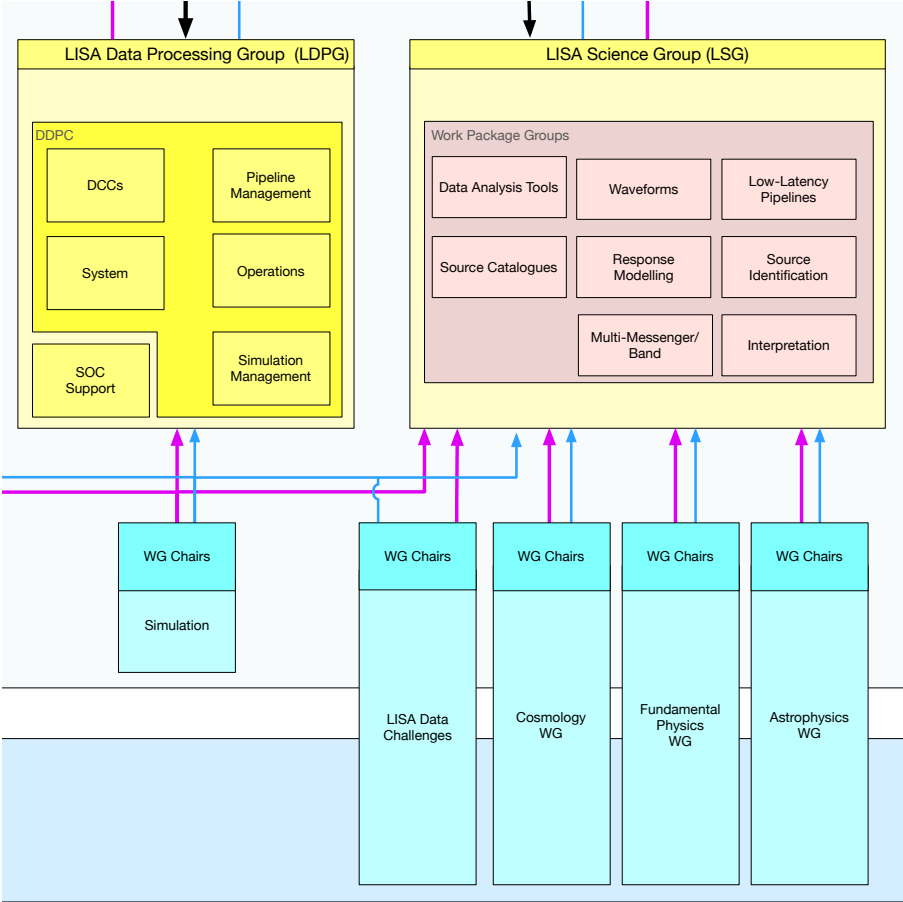 LISA Data Processing Group  (LDPG)
LISA Science Group (LSG)
DDPC
DCCs
Pipeline
Management
System
Operations
SOC
Support
Simulation
Management
Work Package Groups
Data Analysis Tools
Waveforms
Low-Latency
Pipelines
Source Catalogues
Response
Modelling
Source
Identification
Multi-Messenger/
Band
Interpretation
WG Chairs
Simulation
WG Chairs
LISA Data
Challenges
WG Chairs
Cosmology
WG
WG Chairs
Fundamental
Physics
WG
WG Chairs
Astrophysics
WG